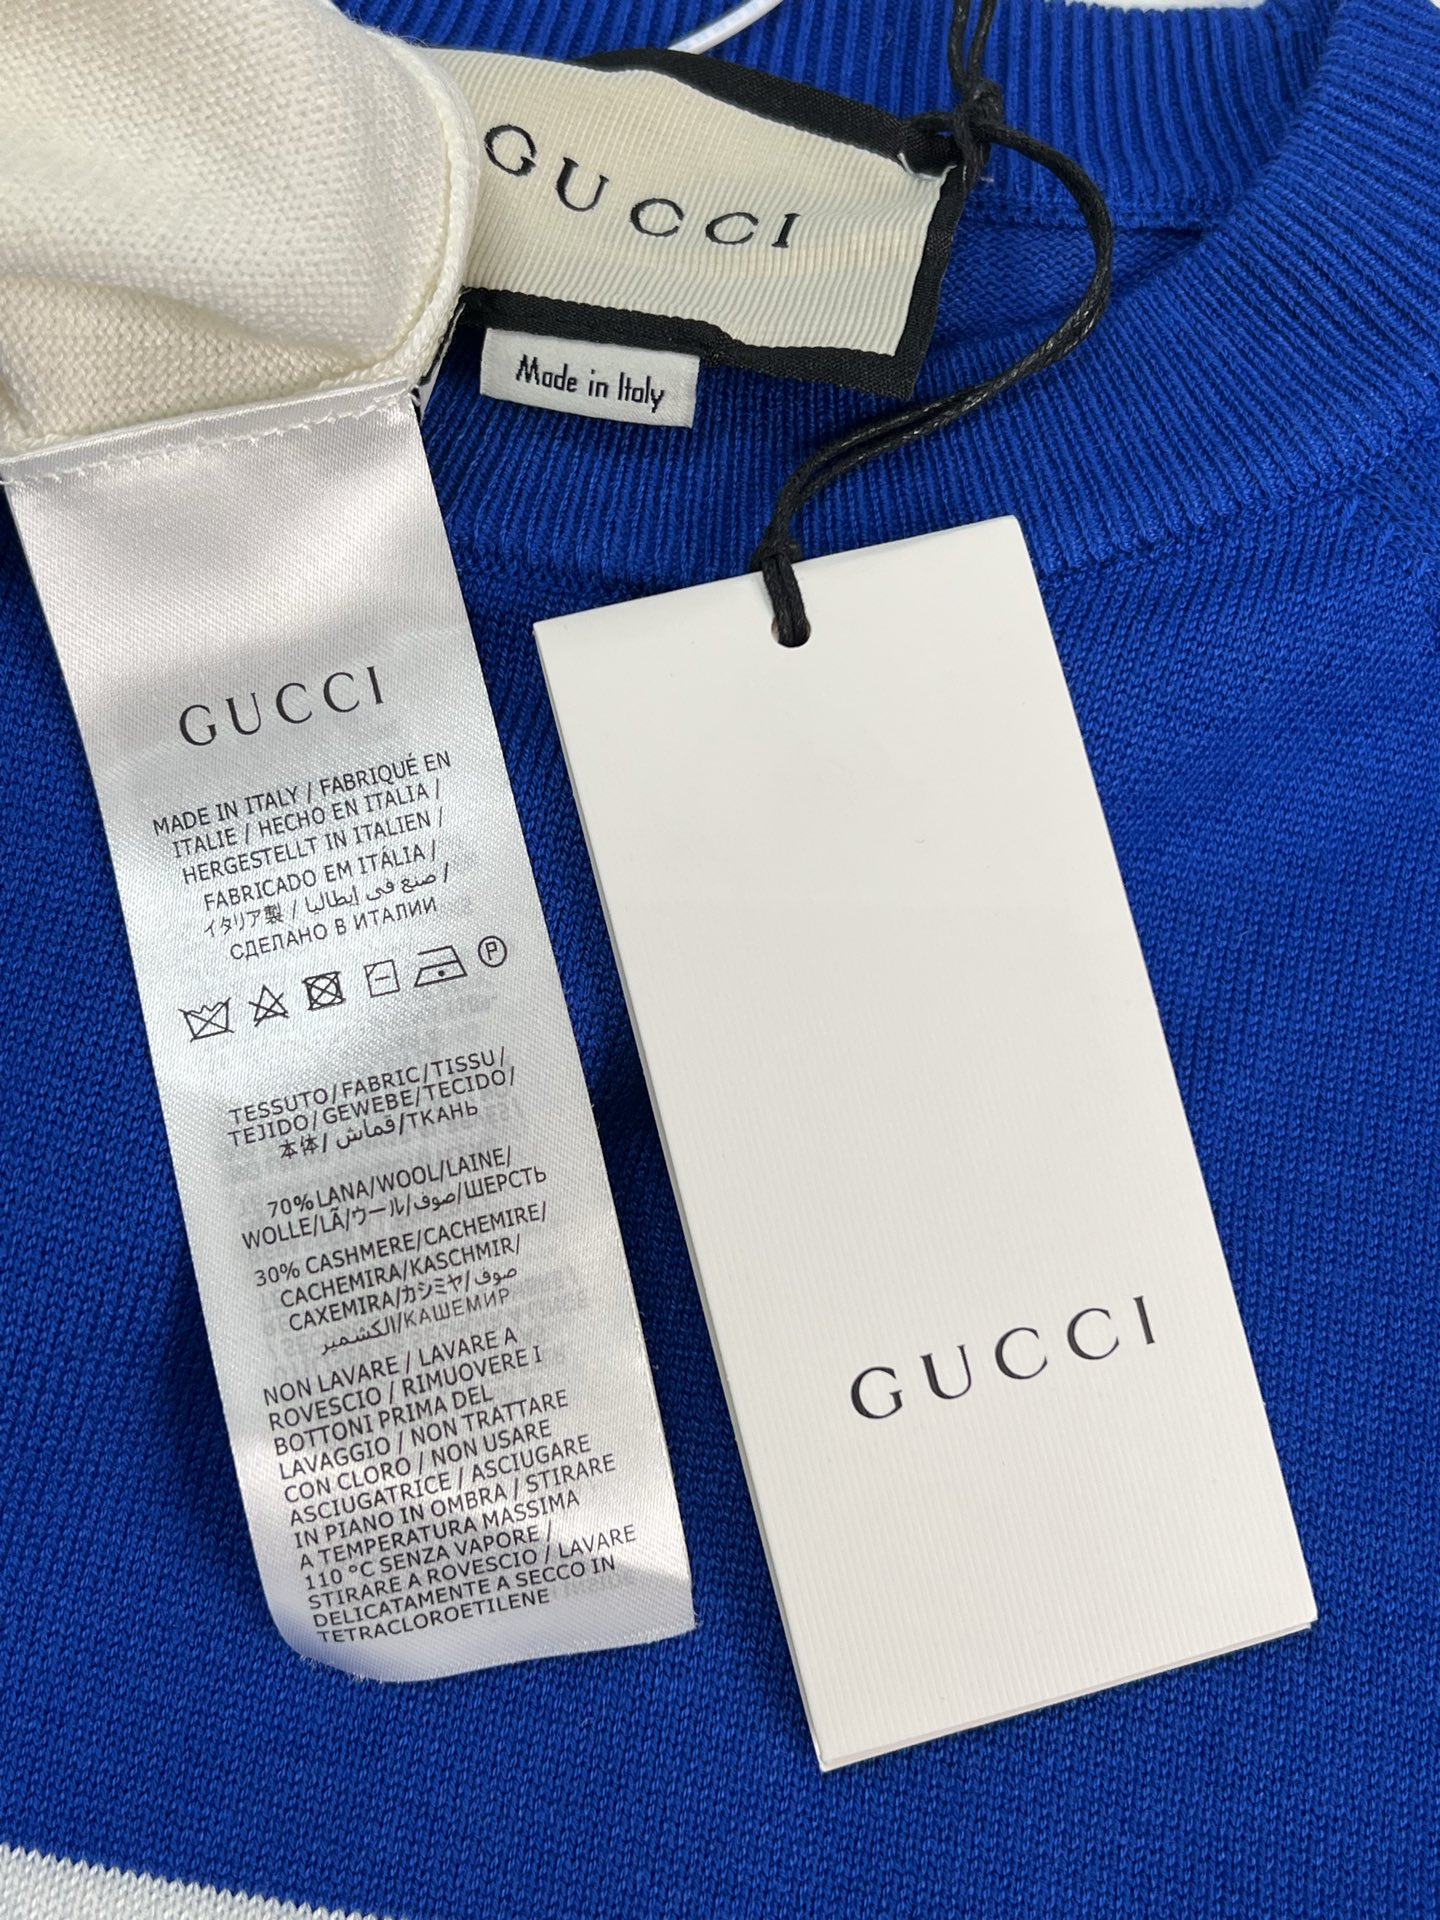 GUCCI
Made in Italy
GUCCI
MADE IN ITALY / FABRIQUÉ EN
ITALIE / HECHO EN ITALIA /
HERGESTELLT IN ITALIEN /
FABRICADO EM ITÁLIA /
イタリア製 / صنع في إيطاليا /
СДЕЛАНО В ИТАЛИИ
P
TESSUTO/FABRIC/TISSU/
TEJIDO/GEWEBE/TECIDO/
本体/ قماش/ТКАНЬ
70% LANA/WOOL/LAINE/
WOLLE/LÃ/ウール/صوف/ШЕРСТЬ
30% CASHMERE/CACHEMIRE/
CACHEMIRA/KASCHMIR/
CAXEMIRA/カシミヤ/صوف
الكشمير/КАШЕМИР
NON LAVARE / LAVARE A
ROVESCIO / RIMUOVERE I
BOTTONI PRIMA DEL
LAVAGGIO / NON TRATTARE
CON CLORO / NON USARE
ASCIUGATRICE / ASCIUGARE
IN PIANO IN OMBRA / STIRARE
A TEMPERATURA MASSIMA
110 °C SENZA VAPORE /
STIRARE A ROVESCIO / LAVARE
DELICATAMENTE A SECCO IN
TETRACLOROETILENE
GUCCI